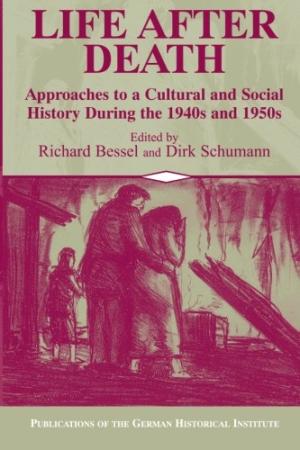 LIFE AFTER
DEATH
Approaches to a Cultural and Social
History During the 1940s and 1950s
Edited by
Richard Bessel and Dirk Schumann
PUBLICATIONS OF THE GERMAN HISTORICAL INSTITUTE